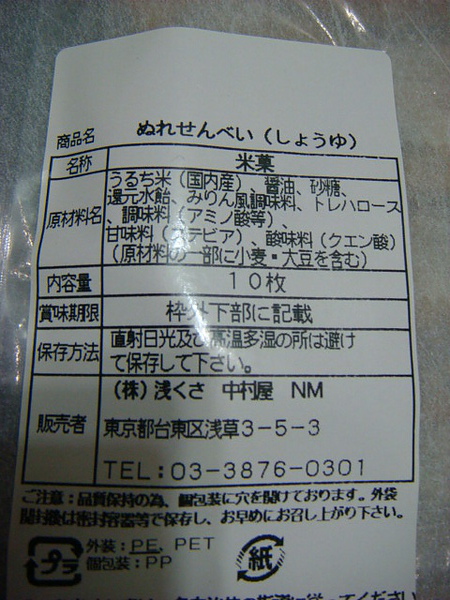 商品名 ぬれせんべい（しょうゆ）
名称 米菓
原材料名 うるち米（国内産）、醤油、砂糖、
還元水飴、みりん風調味料、トレハロース
、調味料（アミノ酸等）、
甘味料（ステビア）、酸味料（クエン酸）
（原材料の一部に小麦・大豆を含む）
内容量 １０枚
賞味期限 枠外下部に記載
保存方法 直射日光及び高温多湿の所は避け
て保存して下さい。
販売者 （株）浅くさ 中村屋 NM
東京都台東区浅草３－５－３
TEL：03-3876-0301
ご注意：品質保持の為、個包装に穴を開けております。外袋
開封後は密封容器等で保存し、お早めにお召し上がり下さい。
プラ 外装：PE、PET
個包装：PP
紙